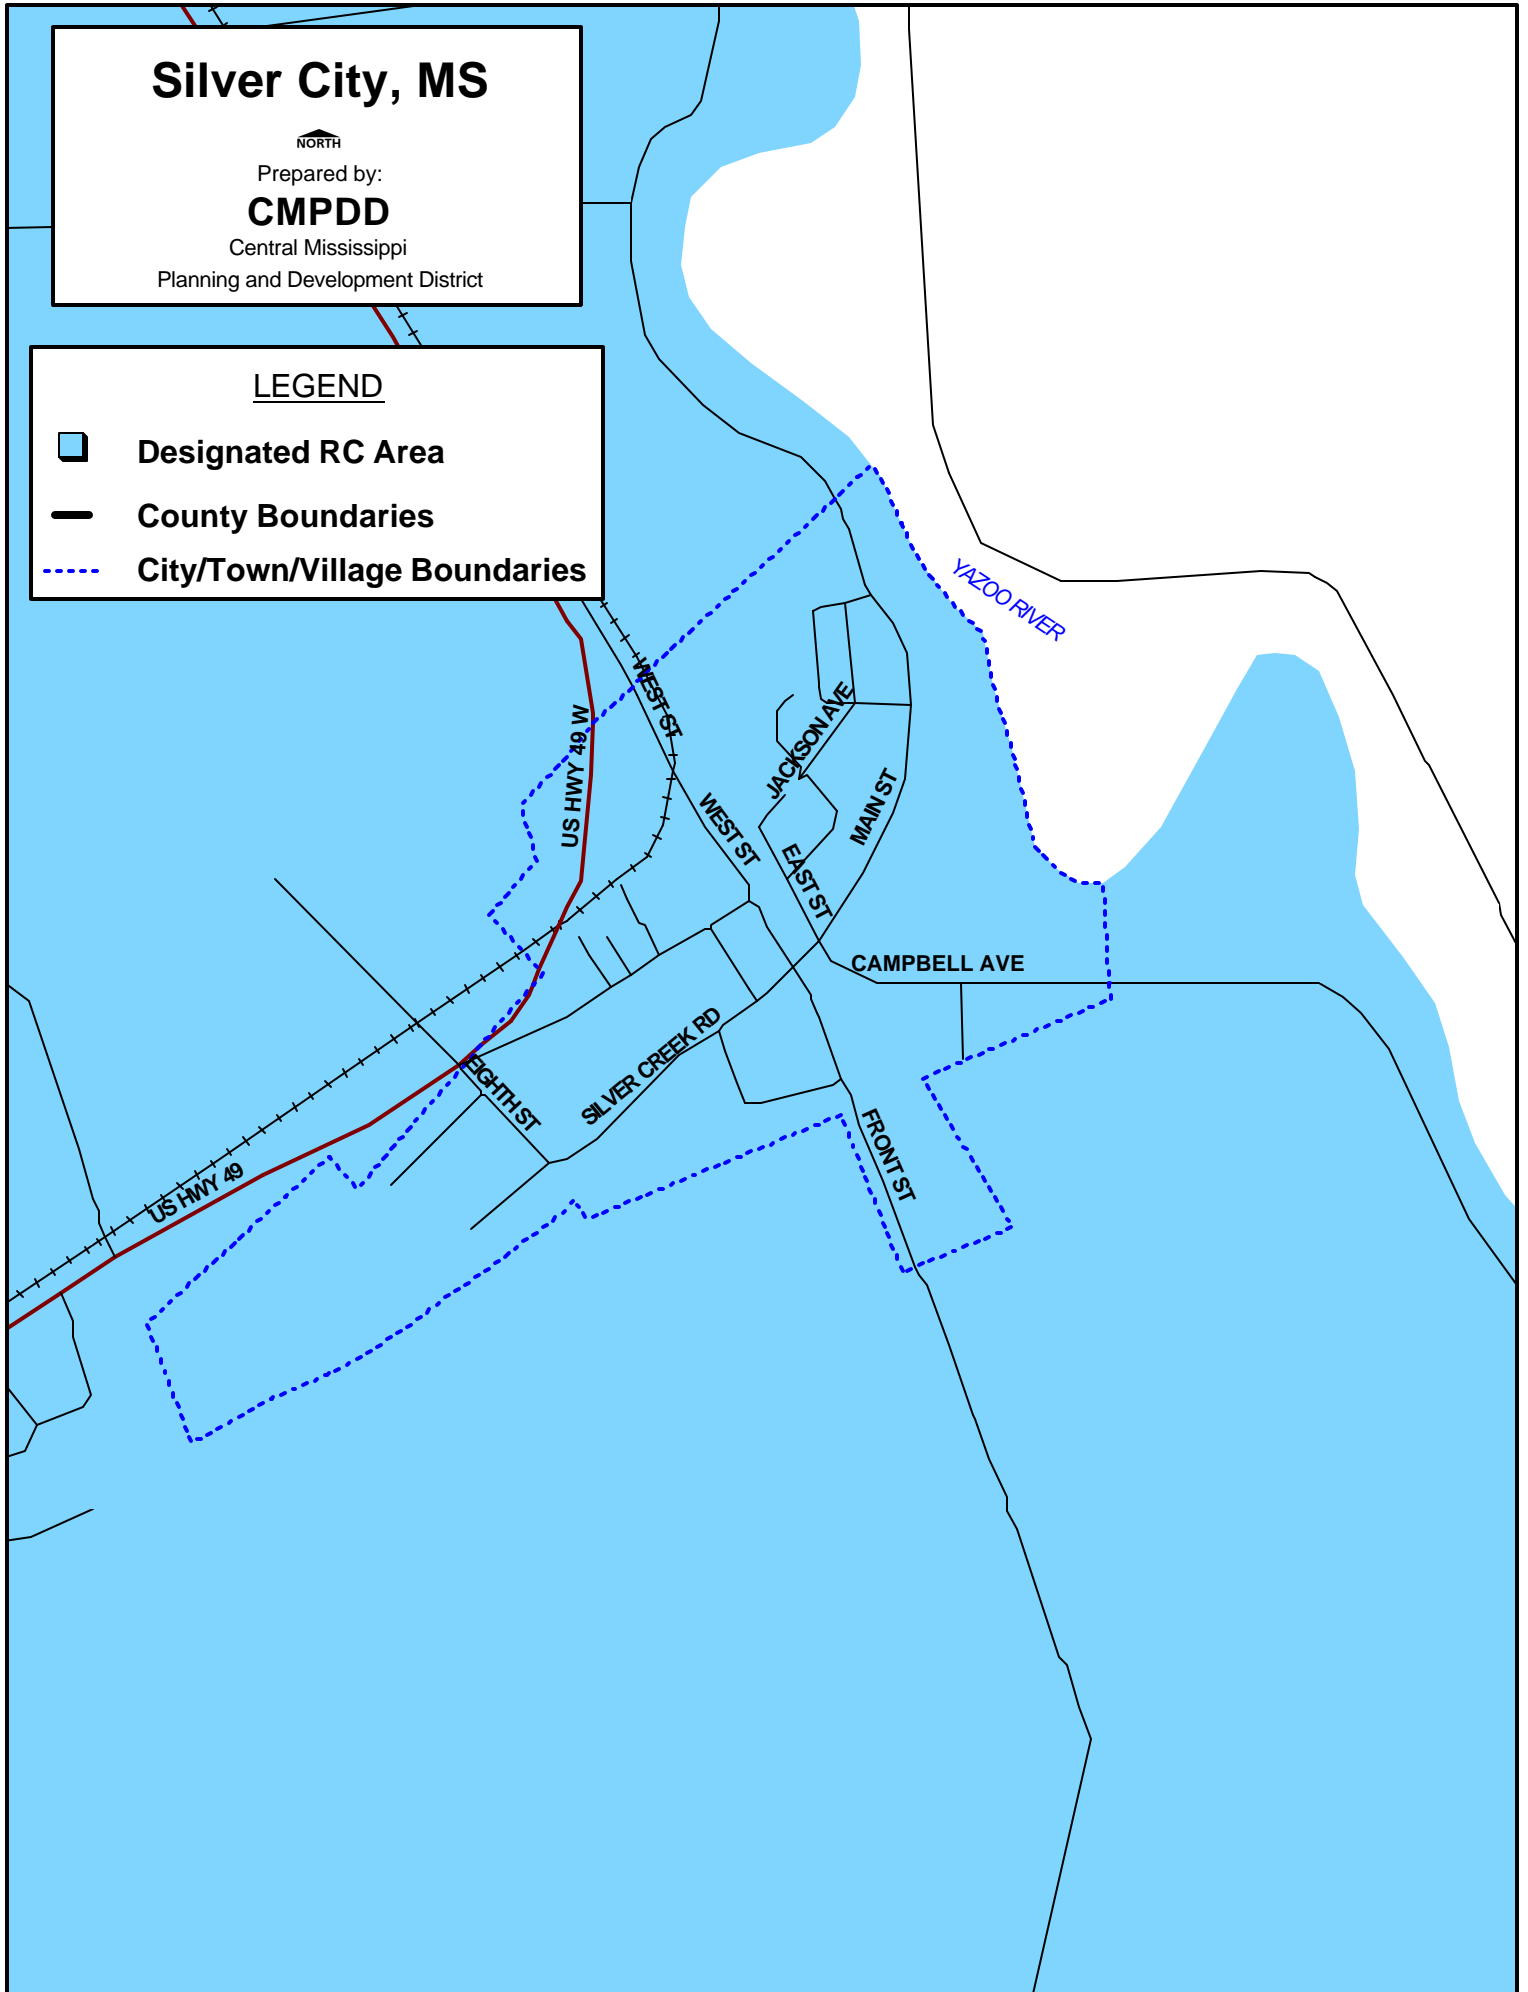 Silver City, MS
NORTH
Prepared by:
CMPDD
Central Mississippi
Planning and Development District
LEGEND
Designated RC Area
County Boundaries
City/Town/Village Boundaries
YAZOO RIVER
WEST ST
US HWY 49 W
JACKSON AVE
MAIN ST
WEST ST
EAST ST
CAMPBELL AVE
SILVER CREEK RD
EIGHTH ST
FRONT ST
US HWY 49